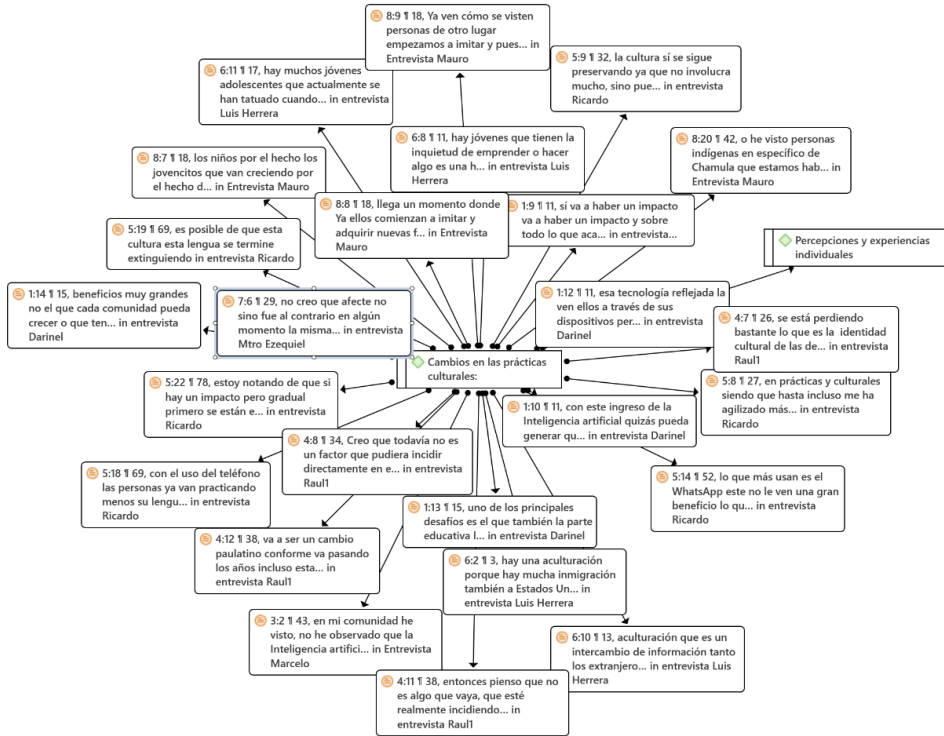 8:9 ¶ 18, Ya ven cómo se visten
personas de otro lugar
empezamos a imitar y pues... in
Entrevista Mauro
5:9 ¶ 32, la cultura sí se sigue
preservando ya que no involucra
mucho, sino pue... en entrevista
Ricardo
6:11 ¶ 17, hay muchos jóvenes
adolescentes que actualmente se
han tatuado cuando... in entrevista
Luis Herrera
6:8 ¶ 11, hay jóvenes que tienen la
inquietud de emprender o hacer
algo es una h... in entrevista Luis
Herrera
8:20 ¶ 42, o he visto personas
indígenas en específico de
Chamula que estamos hab... in
Entrevista Mauro
8:7 ¶ 18, los niños por el hecho los
jovencitos que van creciendo por
el hecho d... in Entrevista Mauro
8:8 ¶ 18, llega un momento donde
Ya ellos comienzan a imitar y
adquirir nuevas f... in Entrevista
Mauro
1:9 ¶ 11, sí va a haber un impacto
va a haber un impacto y sobre
todo lo que aca... in entrevista...
5:19 ¶ 69, es posible de que esta
cultura esta lengua se termine
extinguiendo in entrevista Ricardo
Percepciones y experiencias
individuales
1:14 ¶ 15, beneficios muy grandes
no el que cada comunidad pueda
crecer o que ten... in entrevista
Darinel
7:6 ¶ 29, no creo que afecte no
sino fue al contrario en algún
momento la misma... in entrevista
Mtro Ezequiel
1:12 ¶ 11, esa tecnología reflejada la
ven ellos a través de sus
dispositivos per... in entrevista
Darinel
4:7 ¶ 26, se está perdiendo
bastante lo que es la identidad
cultural de las de... in entrevista
Raul1
Cambios en las prácticas
culturales:
5:22 ¶ 78, estoy notando de que si
hay un impacto pero gradual
primero se están e... in entrevista
Ricardo
5:8 ¶ 27, en prácticas y culturales
siendo que hasta incluso me ha
agilizado más... in entrevista
Ricardo
1:10 ¶ 11, con este ingreso de la
Inteligencia artificial quizás pueda
generar qu... in entrevista Darinel
4:8 ¶ 34, Creo que todavía no es
un factor que pudiera incidir
directamente en e... in entrevista
Raul1
5:18 ¶ 69, con el uso del teléfono
las personas ya van practicando
menos su lengu... in entrevista
Ricardo
5:14 ¶ 52, lo que más usan es el
WhatsApp este no le ven una gran
beneficio lo qu... in entrevista
Ricardo
1:13 ¶ 15, uno de los principales
desafíos es el que también la parte
educativa l... in entrevista Darinel
4:12 ¶ 38, va a ser un cambio
paulatino conforme va pasando
los años incluso esta... in
entrevista Raul1
6:2 ¶ 3, hay una aculturación
porque hay mucha inmigración
también a Estados Un... in
entrevista Luis Herrera
3:2 ¶ 43, en mi comunidad he
visto, no he observado que la
Inteligencia artifici... in Entrevista
Marcelo
6:10 ¶ 13, aculturación que es un
intercambio de información tanto
los extranjero... in entrevista Luis
Herrera
4:11 ¶ 38, entonces pienso que no
es algo que vaya, que esté
realmente incidiendo... in
entrevista Raul1